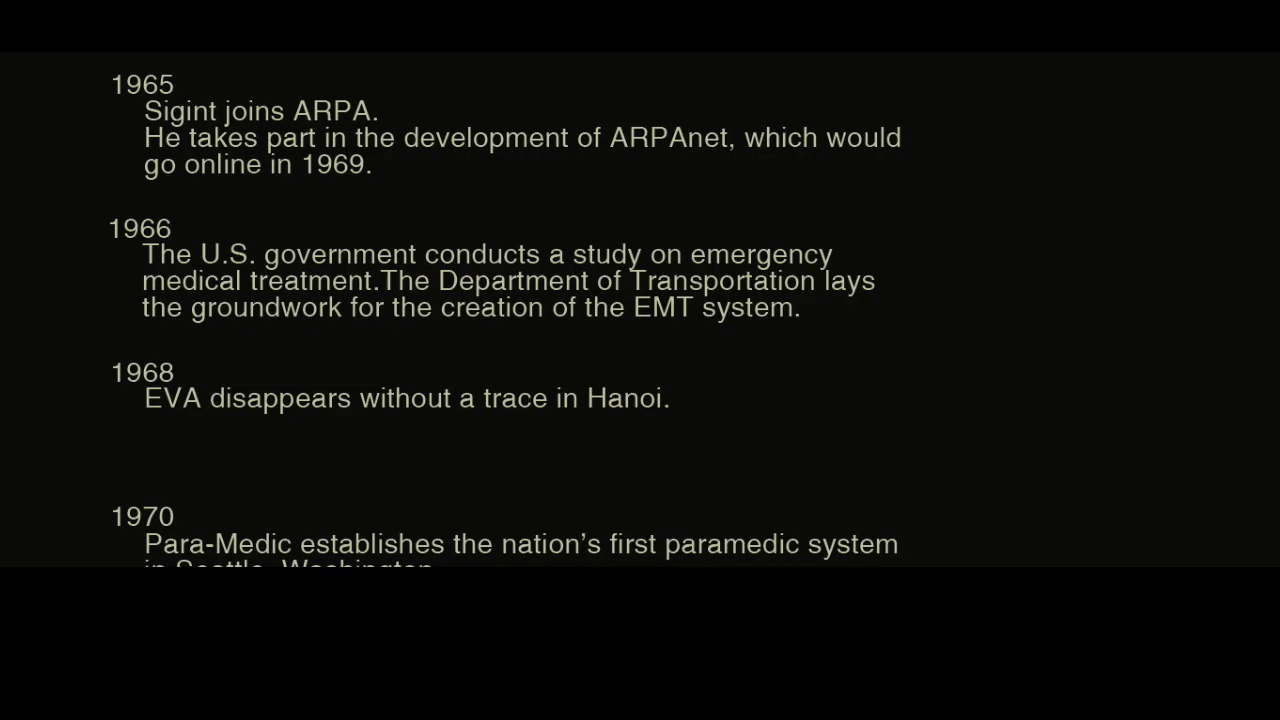 1965
Sigint joins ARPA.
He takes part in the development of ARPAnet, which would
go online in 1969.
1966
The U.S. government conducts a study on emergency
medical treatment.The Department of Transportation lays
the groundwork for the creation of the EMT system.
1968
EVA disappears without a trace in Hanoi.
1970
Para-Medic establishes the nation’s first paramedic system
in Seattle, Washington